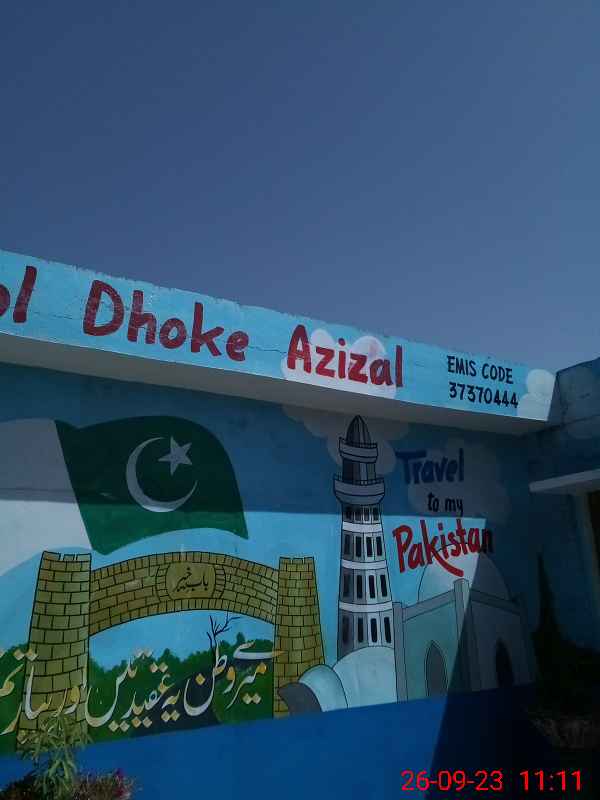 ol Dhoke Azizal
EMIS CODE
37370444
Travel
to my
Pakistan
باب خیبر
میرے وطن یہ عقیدتیں اور
26-09-23 11:11